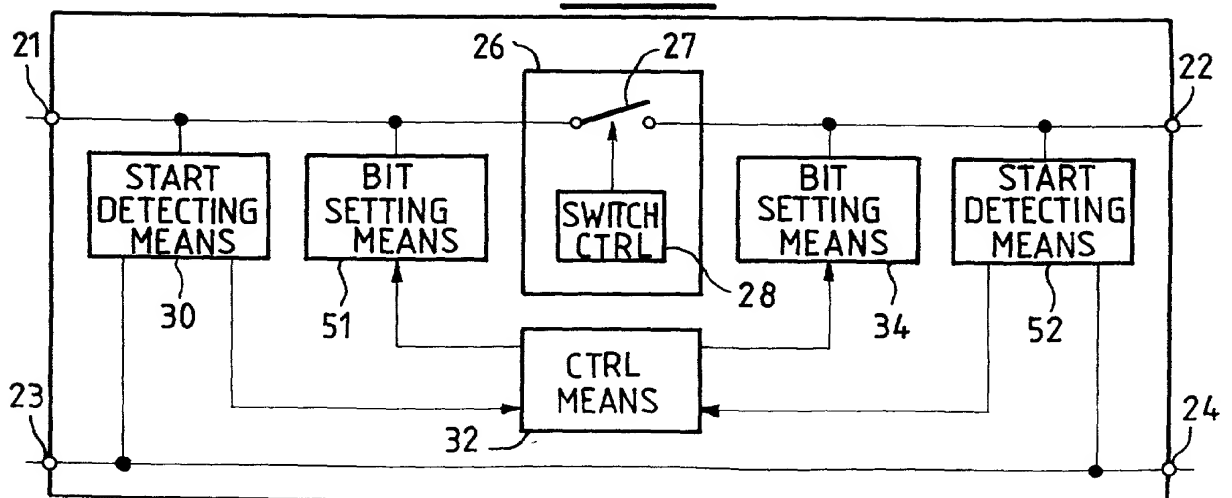 21
26
27
22
START
DETECTING
MEANS
BIT
SETTING
MEANS
SWITCH
CTRL
BIT
SETTING
MEANS
START
DETECTING
MEANS
30
51
28
34
52
CTRL
MEANS
23
32
24